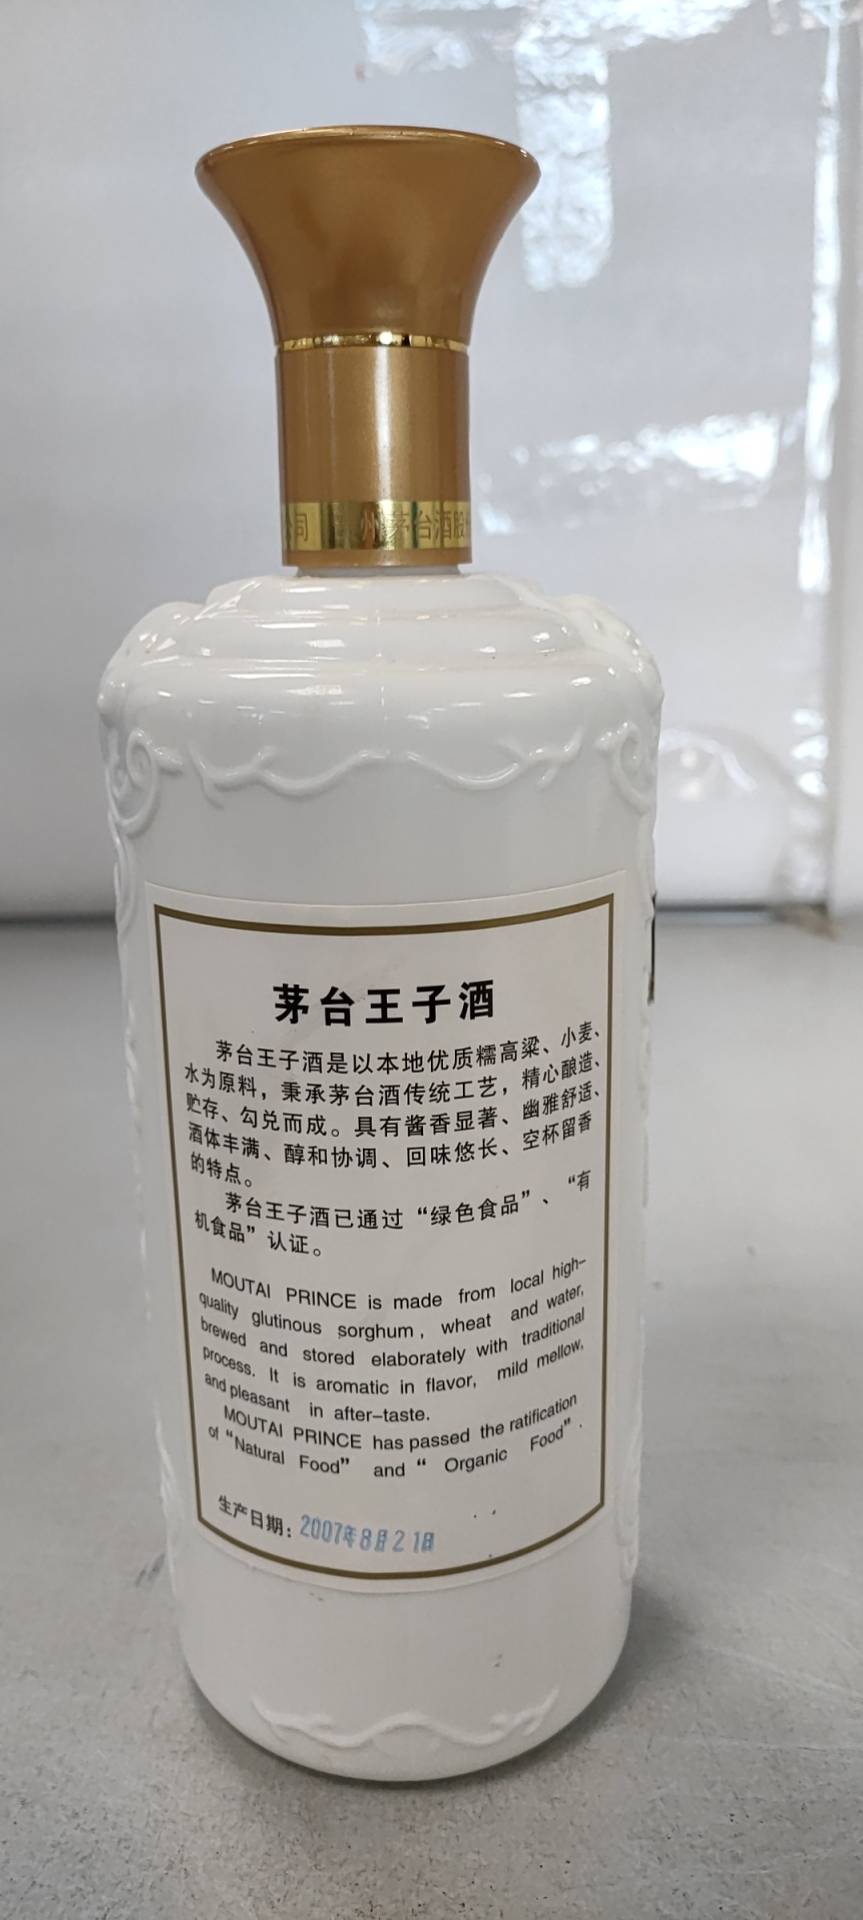 公司 州茅台酒股
茅台王子酒
茅台王子酒是以本地优质糯高粱、小麦、
水为原料，秉承茅台酒传统工艺，精心酿造、
贮存、勾兑而成。具有酱香显著、幽雅舒适、
酒体丰满、醇和协调、回味悠长、空杯留香
的特点。
茅台王子酒已通过“绿色食品”、“有
机食品”认证。
MOUTAI PRINCE is made from local high-
quality glutinous sorghum, wheat and water,
brewed and stored elaborately with traditional
process. It is aromatic in flavor, mild mellow,
and pleasant in after-taste.
MOUTAI PRINCE has passed the ratification
of “Natural Food” and “ Organic Food”.
生产日期：2007年8月21日